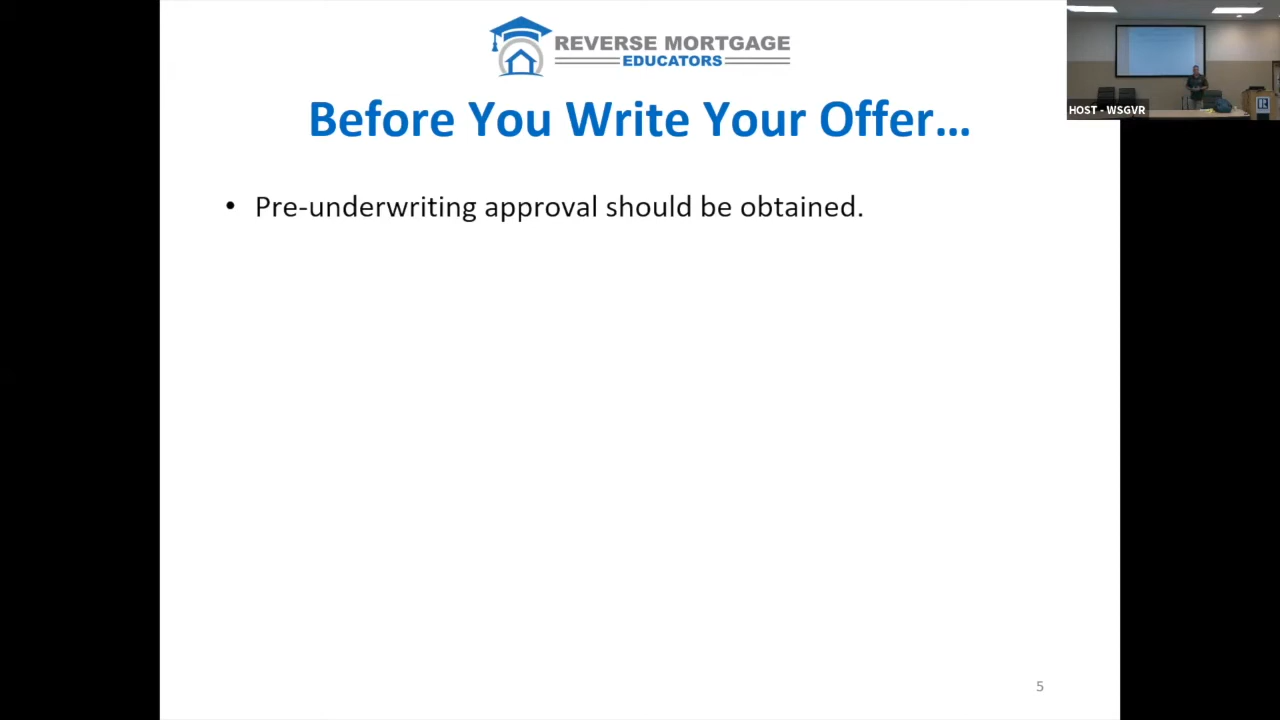 REVERSE MORTGAGE
EDUCATORS
HOST - WSGVR
Before You Write Your Offer…
• Pre-underwriting approval should be obtained.
5